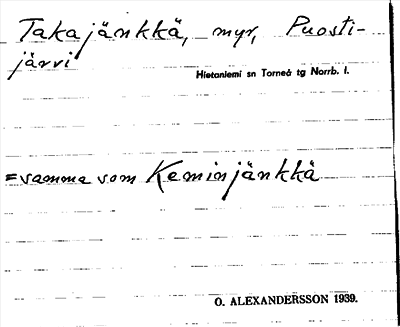 Takajänkkä, myr, Puosti-
järvi
Hietaniemi sn Torneå tg Norrb. l.
= samma som Keminjänkkä
O. ALEXANDERSSON 1939.